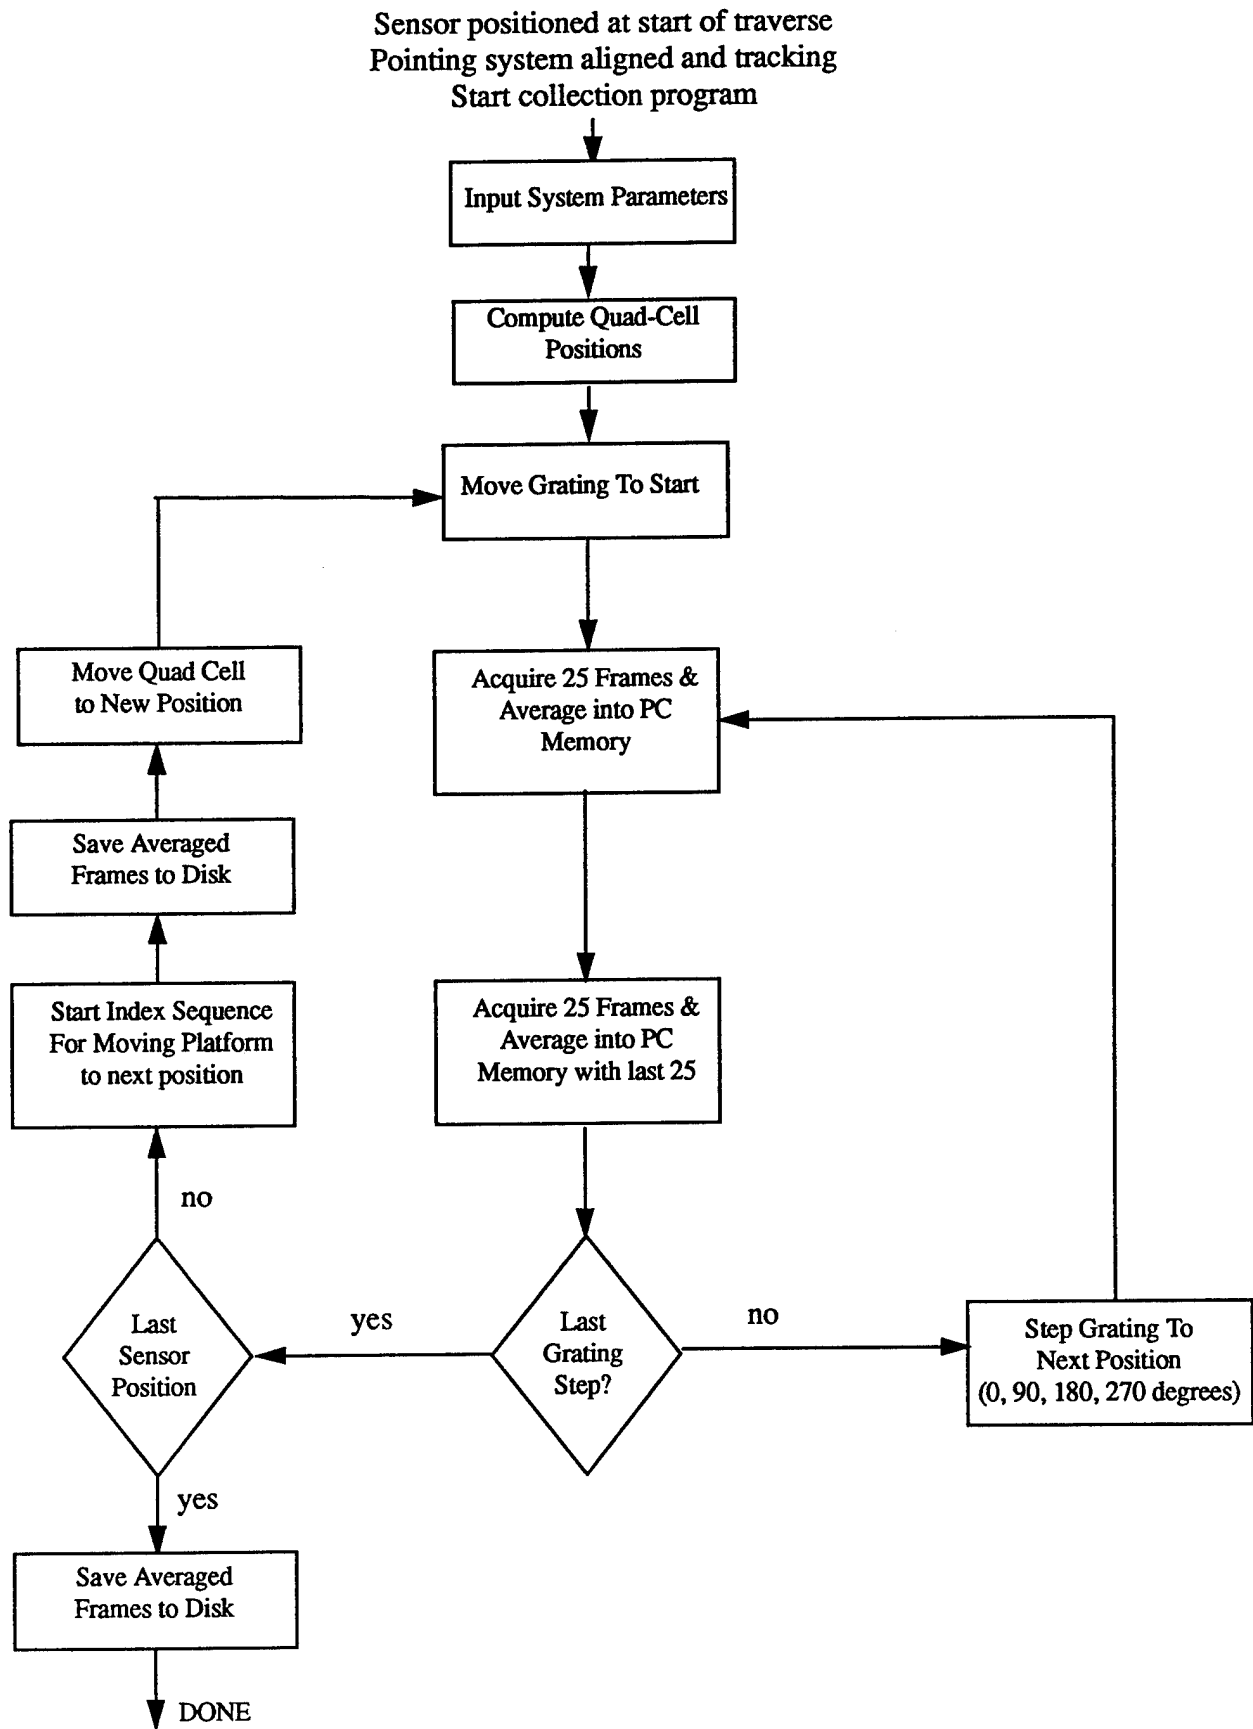 Sensor positioned at start of traverse
Pointing system aligned and tracking
Start collection program
Input System Parameters
Compute Quad-Cell
Positions
Move Grating To Start
Move Quad Cell
to New Position
Acquire 25 Frames &
Average into PC
Memory
Save Averaged
Frames to Disk
Start Index Sequence
For Moving Platform
to next position
Acquire 25 Frames &
Average into PC
Memory with last 25
no
Last
Sensor
Position
yes
Last
Grating
Step?
no
Step Grating To
Next Position
(0, 90, 180, 270 degrees)
yes
Save Averaged
Frames to Disk
DONE